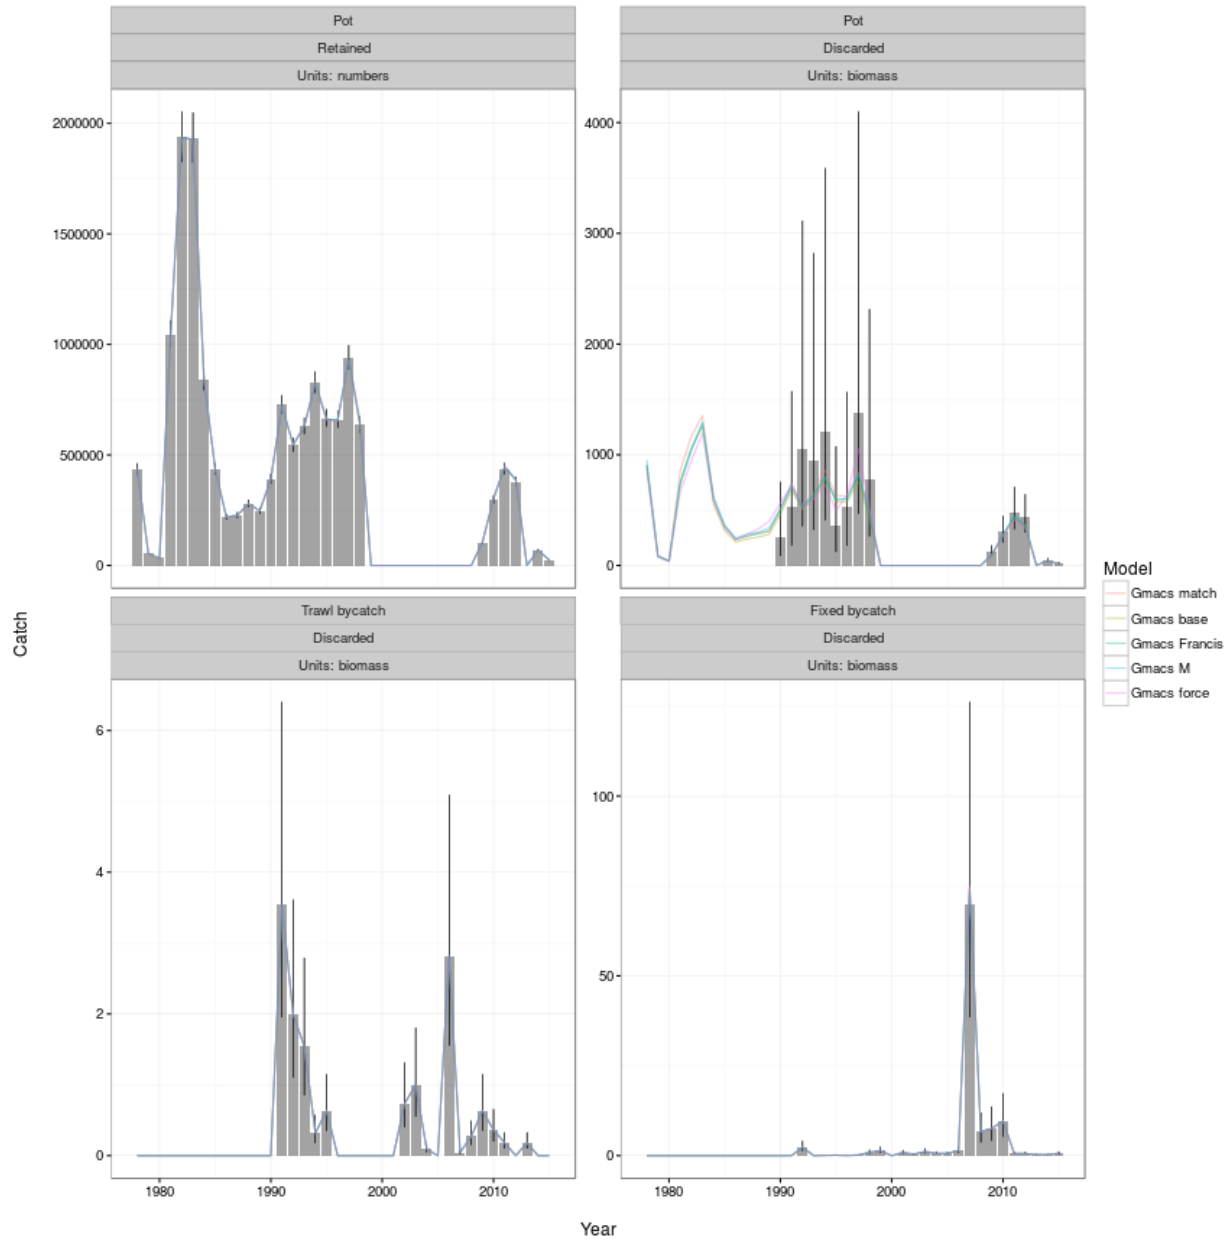 Pot
Retained
Units: numbers
2000000
1500000
1000000
500000
0
Pot
Discarded
Units: biomass
4000
3000
2000
1000
0
Trawl bycatch
Discarded
Units: biomass
6
4
2
0
1980 1990 2000 2010
Fixed bycatch
Discarded
Units: biomass
100
50
0
1980 1990 2000 2010
Catch
Year
Model
Gmacs match
Gmacs base
Gmacs Francis
Gmacs M
Gmacs force